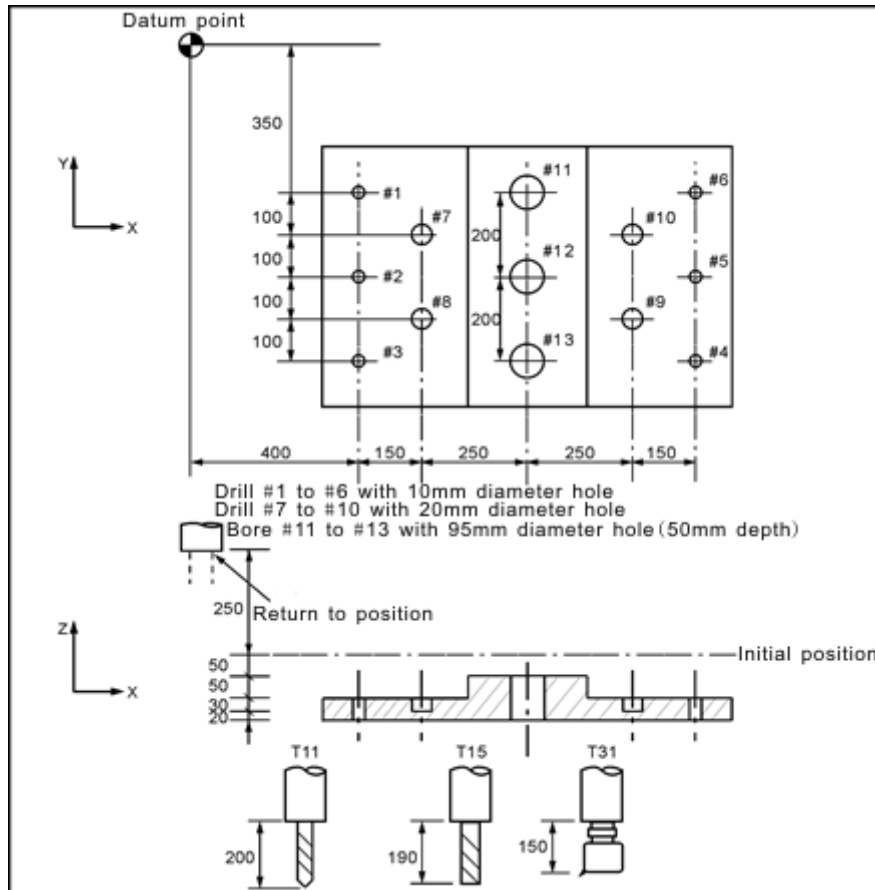 Datum point
350
Y
X
#1
#11
#6
100
#7
#10
200
100
#2
#12
#5
100
#8
#9
200
100
#3
#13
#4
400
150
250
250
150
Drill #1 to #6 with 10mm diameter hole
Drill #7 to #10 with 20mm diameter hole
Bore #11 to #13 with 95mm diameter hole(50mm depth)
250
Return to position
Z
X
Initial position
50
50
30
20
T11
T15
T31
200
190
150